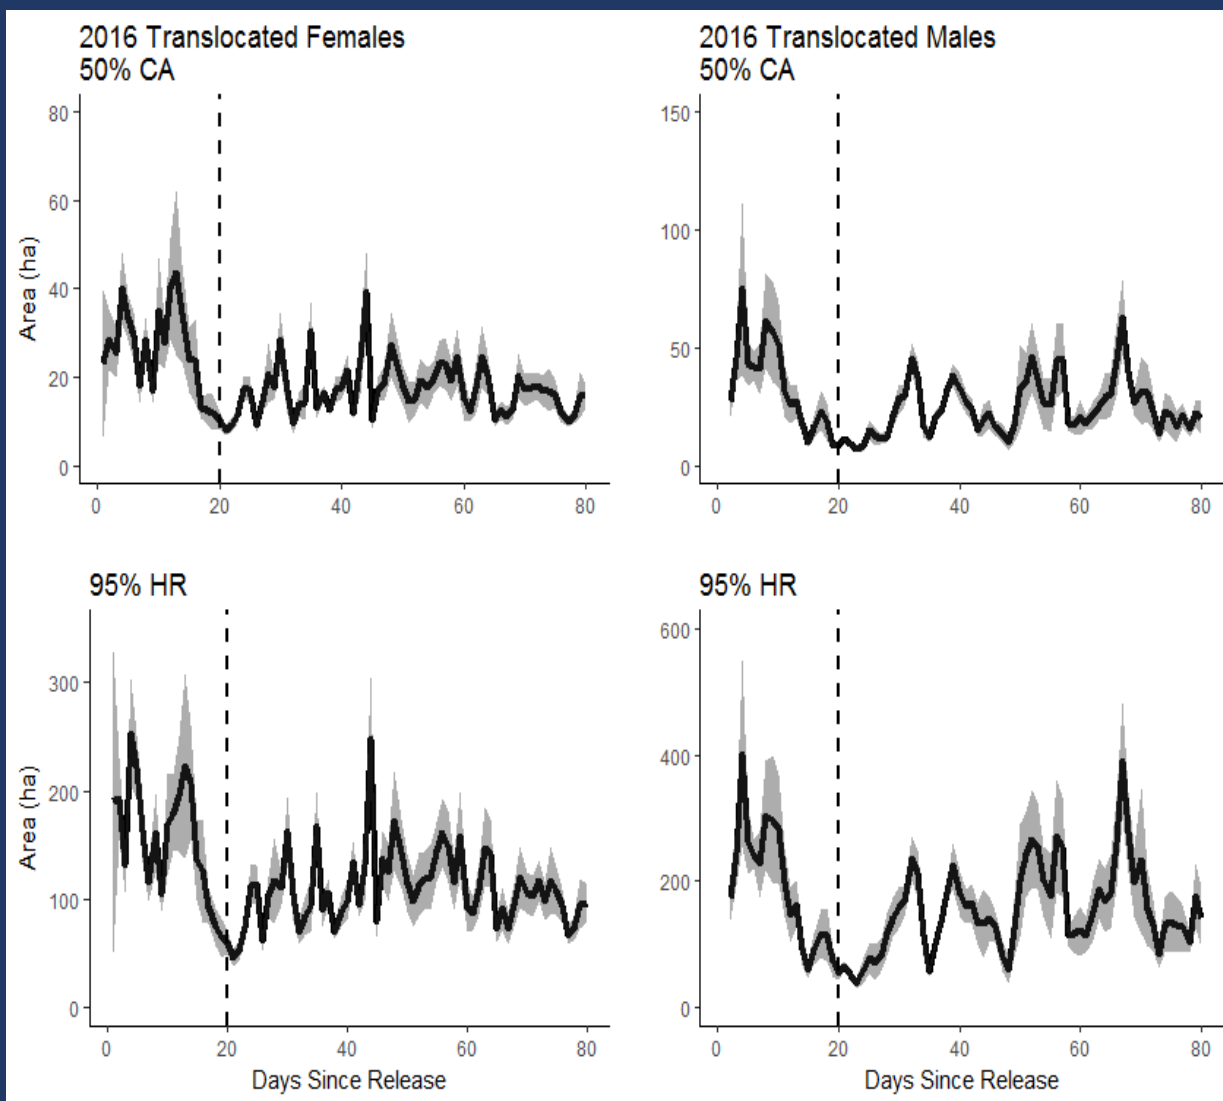 2016 Translocated Females
50% CA
80
60
40
20
0
Area (ha)
0 20 40 60 80
2016 Translocated Males
50% CA
150
100
50
0
0 20 40 60 80
95% HR
300
200
100
0
Area (ha)
0 20 40 60 80
Days Since Release
95% HR
600
400
200
0
0 20 40 60 80
Days Since Release